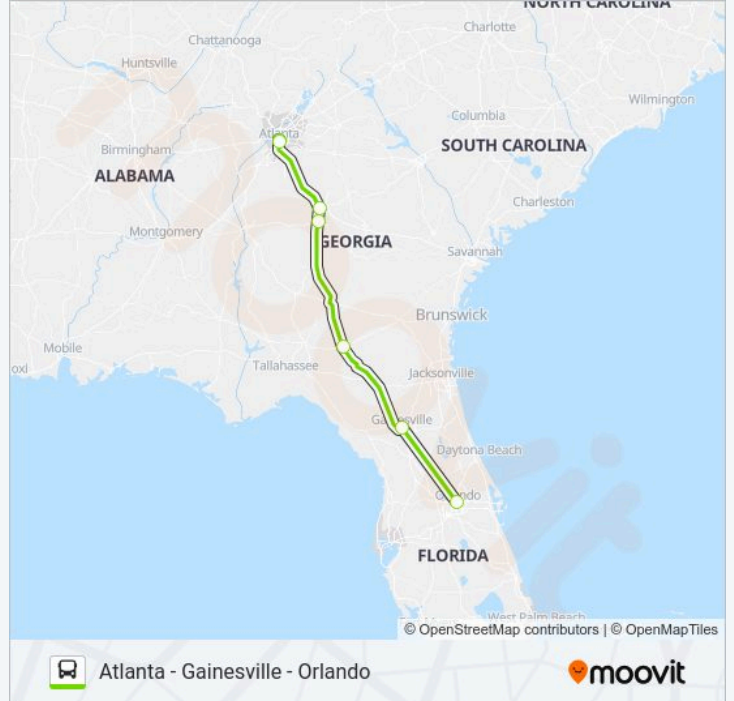 NORTH CAROLINA
Charlotte
Chattanooga
Huntsville
Wilmington
Atlanta
Columbia
Birmingham
SOUTH CAROLINA
ALABAMA
Charleston
Montgomery
GEORGIA
Savannah
Brunswick
Mobile
Tallahassee
oxl
Jacksonville
Gainesville
Daytona Beach
Orlando
FLORIDA
West Palm Beach
© OpenStreetMap contributors | © OpenMapTiles
Atlanta - Gainesville - Orlando
moovit